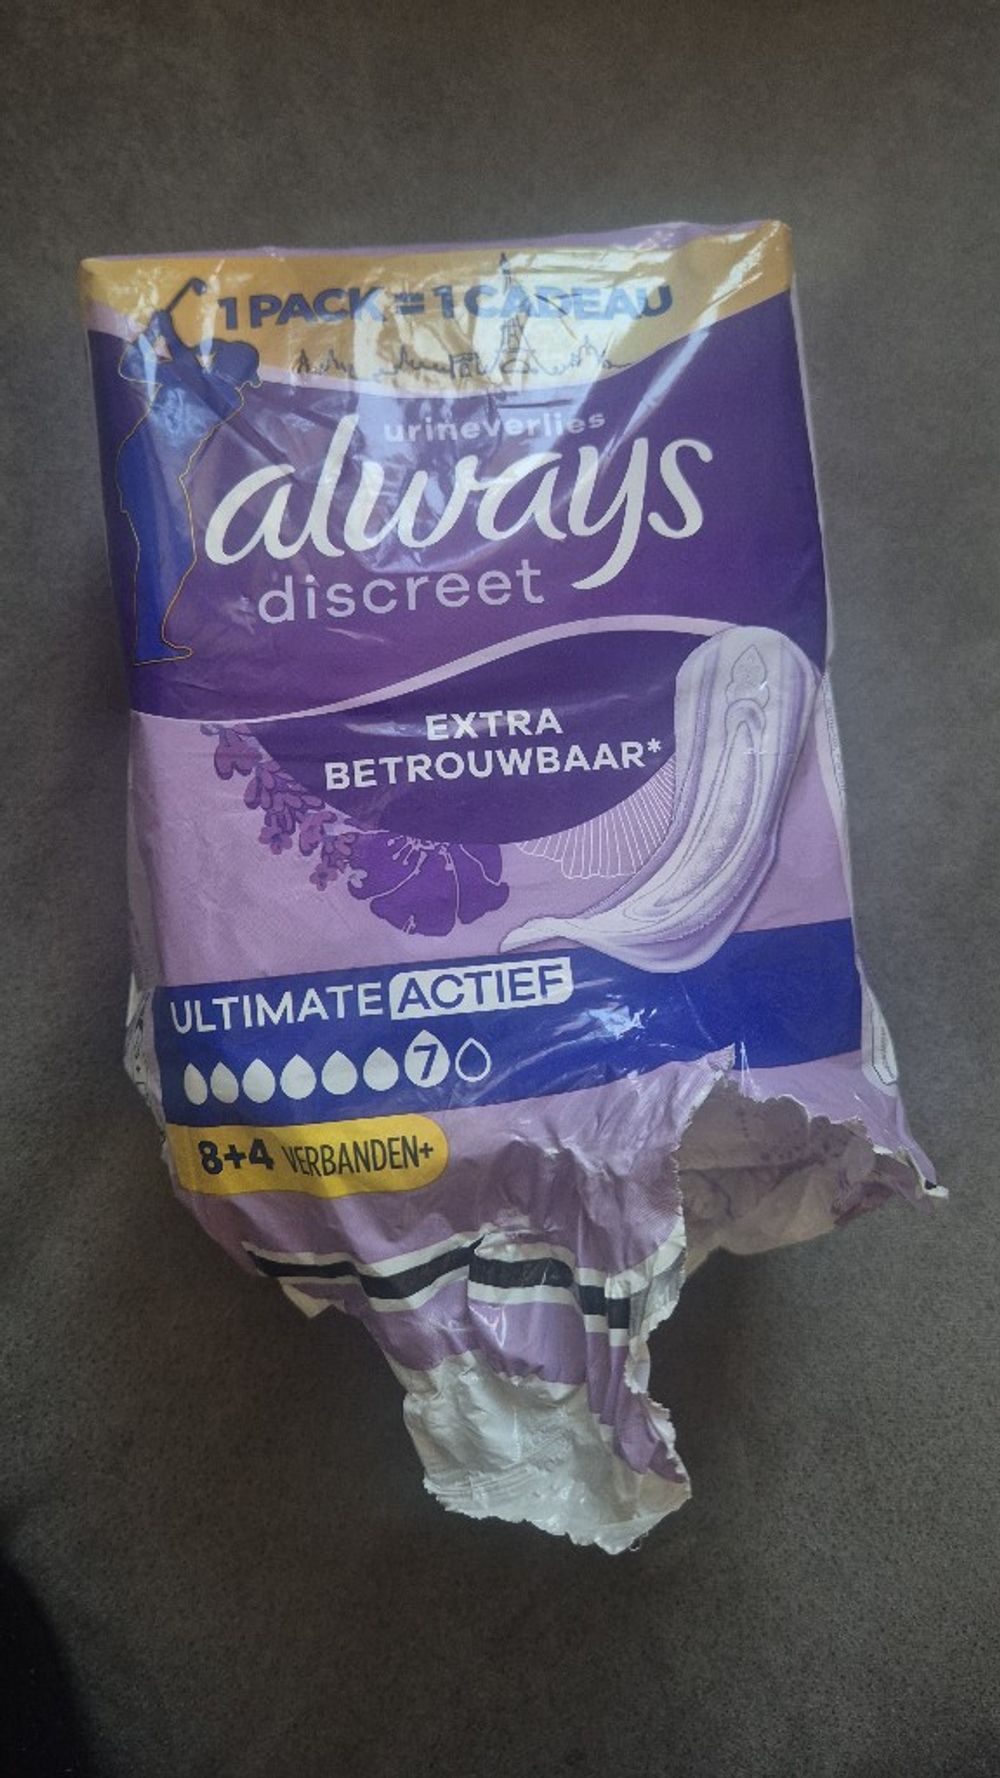 1 PACK = 1 CADEAU
urineverlies
always
discreet
EXTRA
BETROUWBAAR*
ULTIMATE ACTIEF
7
8+4 VERBANDEN+